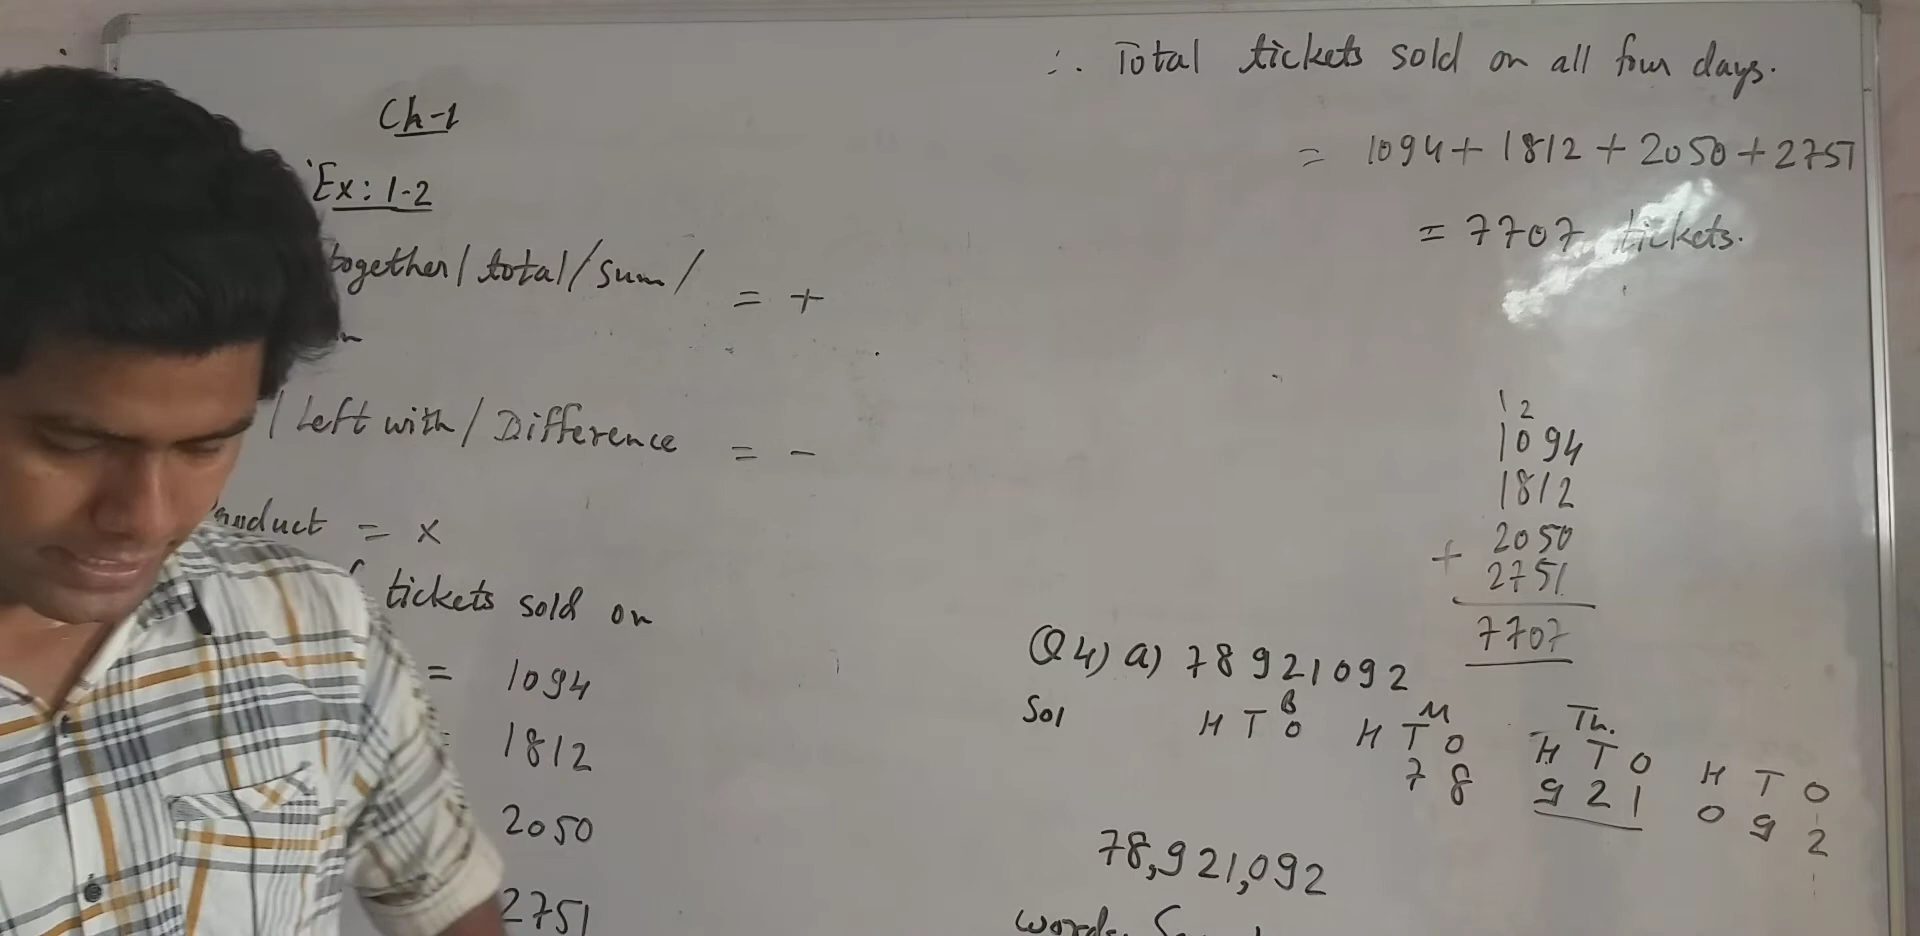 Ch-1
Ex: 1.2
together / total / Sum / = +
/ Left with / Difference = -
= x
tickets sold on
= 1094
1812
2050
2751
∴ Total tickets sold on all four days.
= 1094 + 1812 + 2050 + 2751
= 7707 tickets.
1 2
1094
1812
2050
+ 2751
7707
Q4) a) 78921092
Sol
B M Th.
H T O H T O H T O H T O
7 8 9 2 1 0 9 2
78,921,092